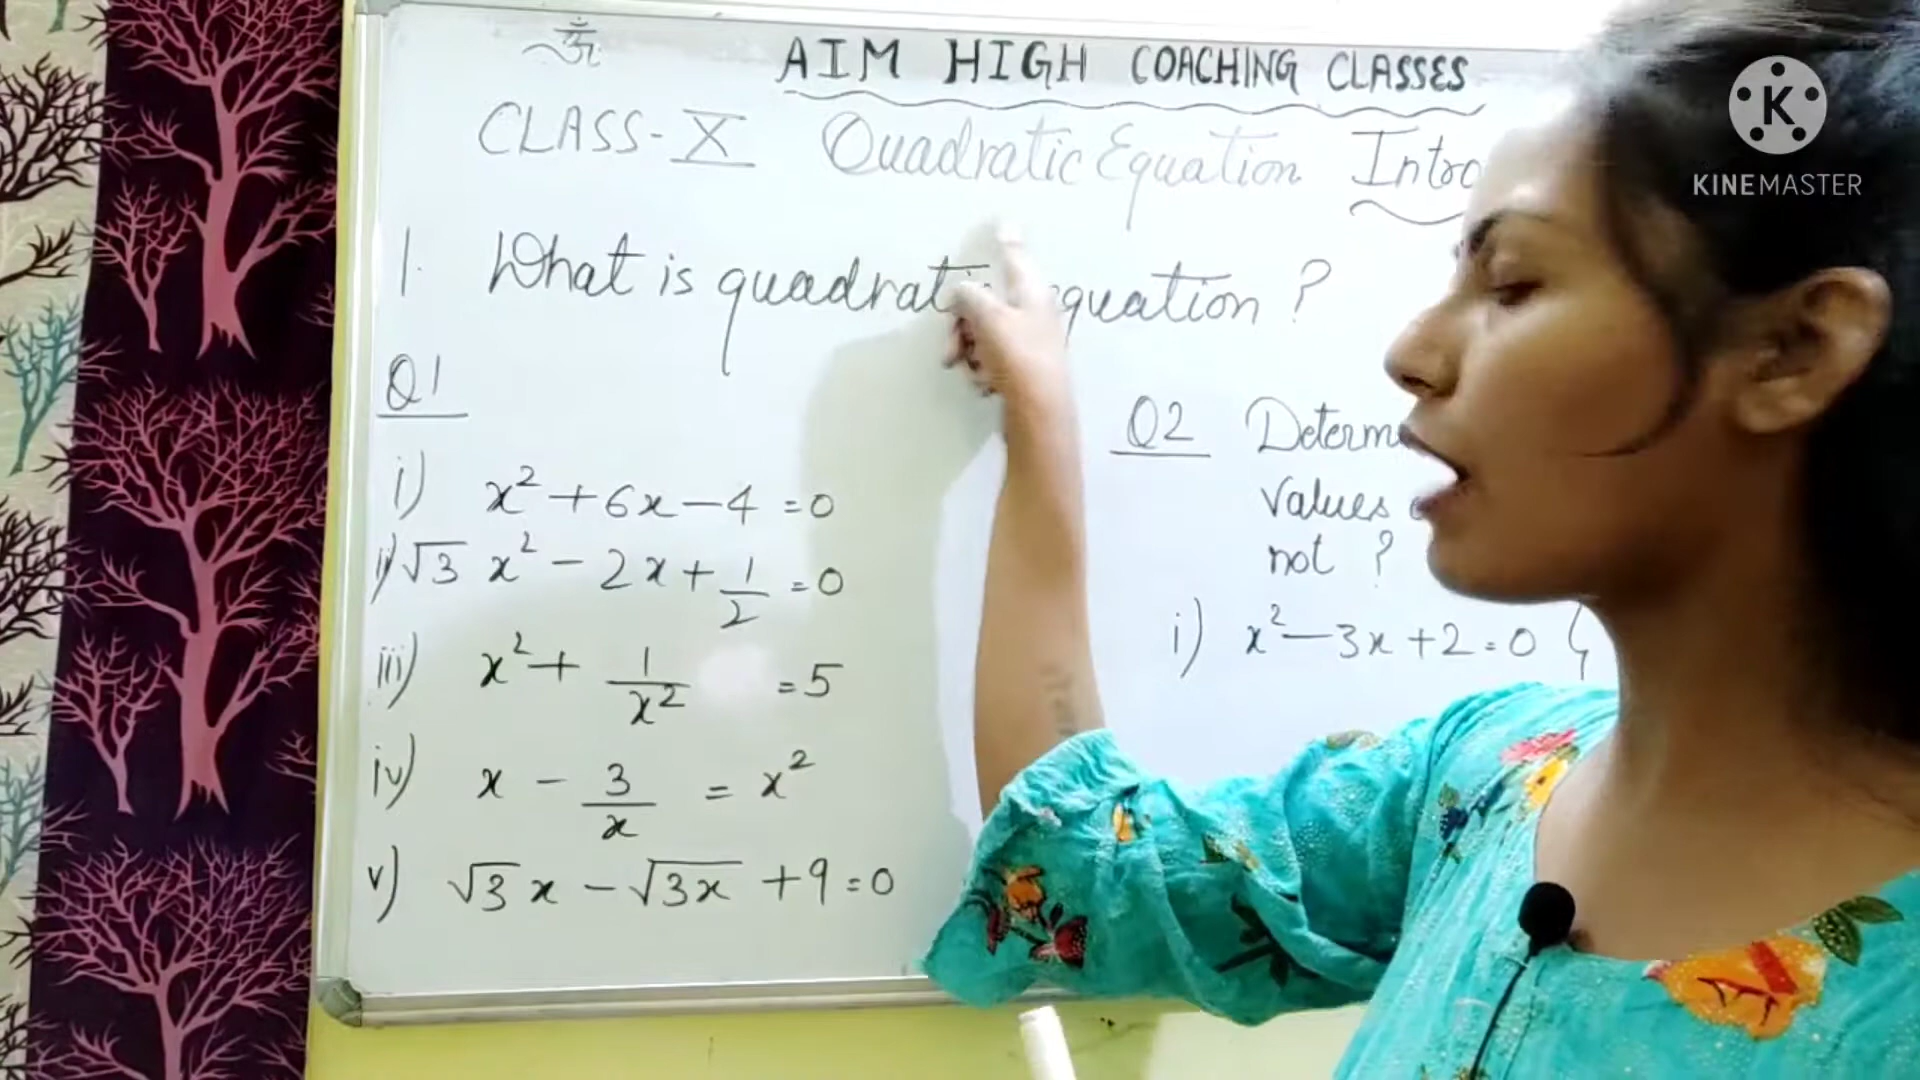 ॐ
AIM HIGH COACHING CLASSES
CLASS-X Quadratic Equation Intro
1. What is quadratic equation ?
Q1
i) x² + 6x - 4 = 0
ii) √3 x² - 2x + 1/2 = 0
iii) x² + 1/x² = 5
iv) x - 3/x = x²
v) √3 x - √3x + 9 = 0
Q2 Determ
values
not ?
i) x² - 3x + 2 = 0
K
KINEMASTER